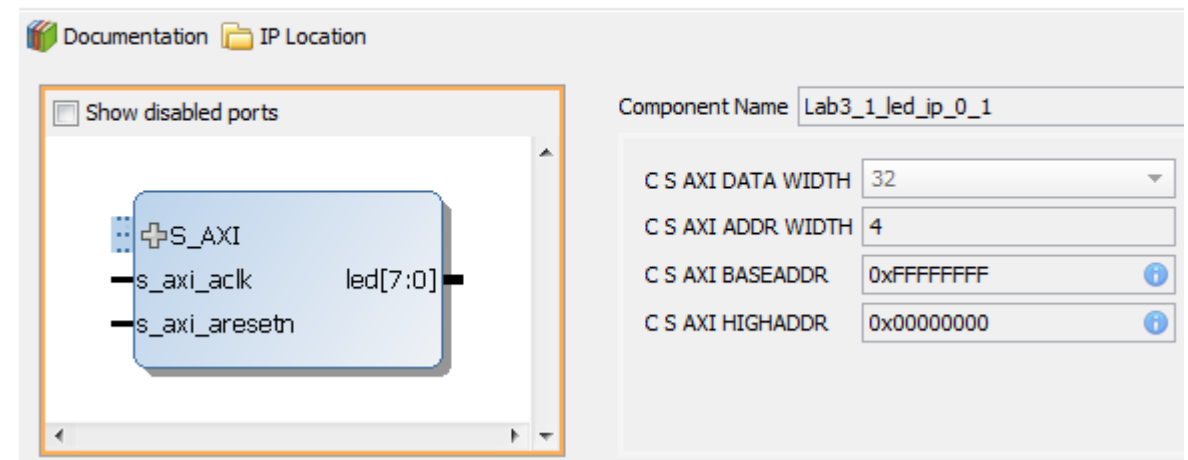 Documentation IP Location
Show disabled ports
S_AXI
s_axi_aclk led[7:0]
s_axi_aresetn
Component Name Lab3_1_led_ip_0_1
C S AXI DATA WIDTH 32
C S AXI ADDR WIDTH 4
C S AXI BASEADDR 0xFFFFFFFF
C S AXI HIGHADDR 0x00000000